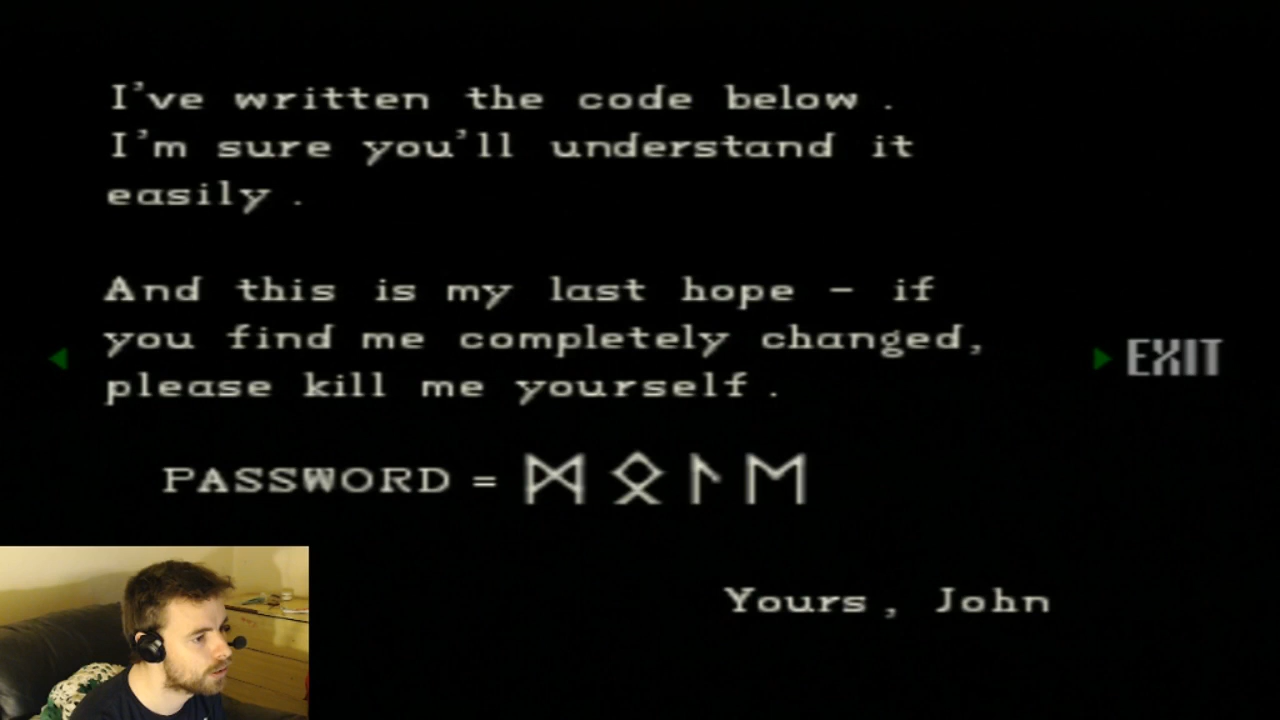 I've written the code below .
I'm sure you'll understand it
easily .
And this is my last hope - if
you find me completely changed,
please kill me yourself .
EXIT
PASSWORD = ᛞᛟᛚᛖ
Yours , John